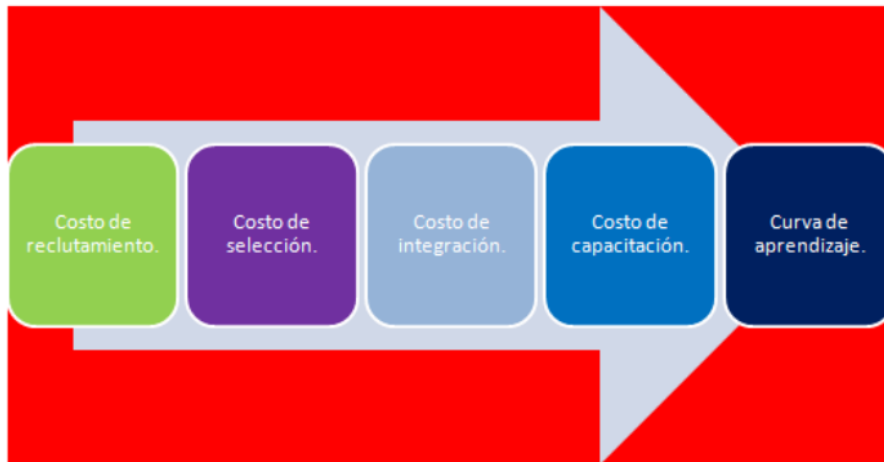 Costo de
reclutamiento.
Costo de
selección.
Costo de
integración.
Costo de
capacitación.
Curva de
aprendizaje.